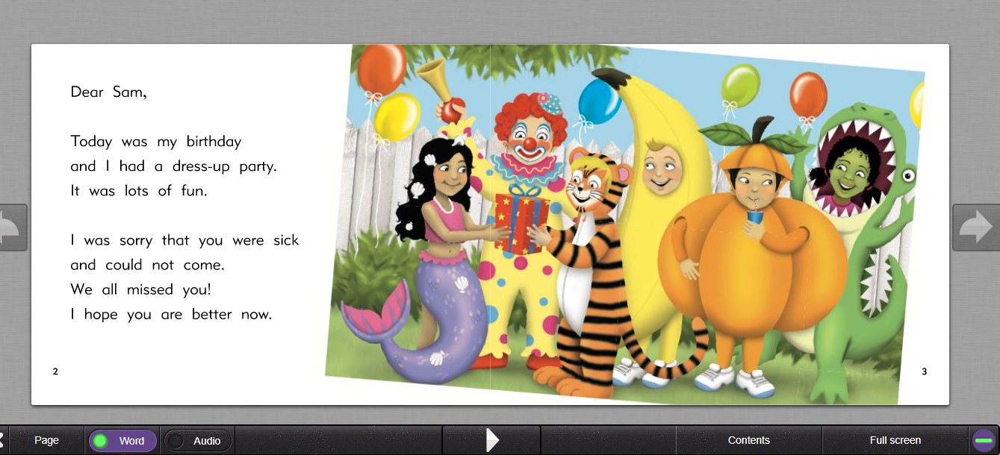 Dear Sam,
Today was my birthday
and I had a dress-up party.
It was lots of fun.
I was sorry that you were sick
and could not come.
We all missed you!
I hope you are better now.
2
3
Page
Word
Audio
Contents
Full screen